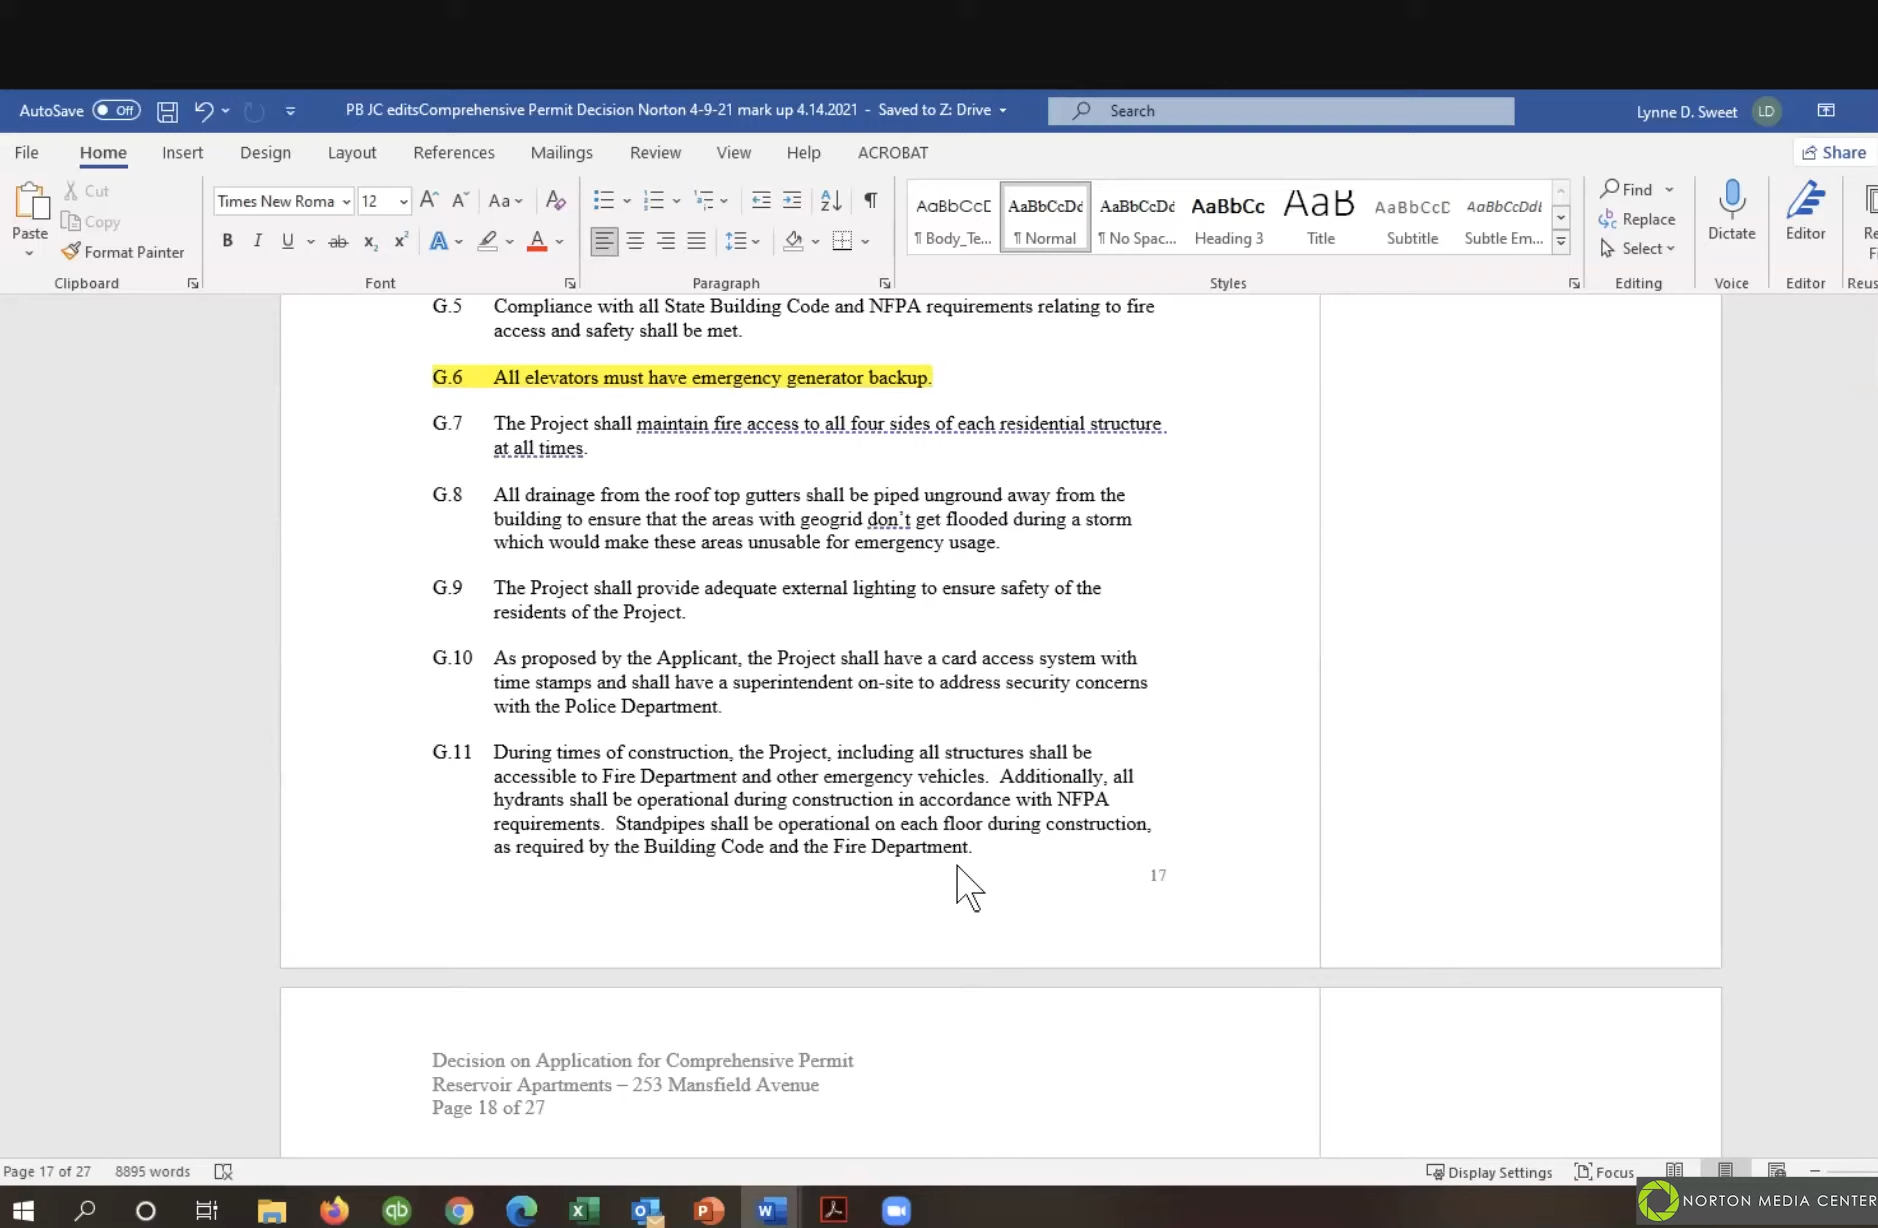 AutoSave Off PB JC editsComprehensive Permit Decision Norton 4-9-21 mark up 4.14.2021 - Saved to Z: Drive Search Lynne D. Sweet LD
File Home Insert Design Layout References Mailings Review View Help ACROBAT Share
Paste Cut Copy Format Painter Clipboard
Times New Roma 12 Aa B I U ab x₂ x² A A Font
Paragraph
AaBbCcD AaBbCcDc AaBbCcDc AaBbCc AaB AaBbCcD AaBbCcDdE
¶ Body_Te... ¶ Normal ¶ No Spac... Heading 3 Title Subtitle Subtle Em...
Styles
Find Replace Select Editing
Dictate Voice
Editor Editor
Re
Reus
G.5 Compliance with all State Building Code and NFPA requirements relating to fire
access and safety shall be met.
G.6 All elevators must have emergency generator backup.
G.7 The Project shall maintain fire access to all four sides of each residential structure
at all times.
G.8 All drainage from the roof top gutters shall be piped unground away from the
building to ensure that the areas with geogrid don't get flooded during a storm
which would make these areas unusable for emergency usage.
G.9 The Project shall provide adequate external lighting to ensure safety of the
residents of the Project.
G.10 As proposed by the Applicant, the Project shall have a card access system with
time stamps and shall have a superintendent on-site to address security concerns
with the Police Department.
G.11 During times of construction, the Project, including all structures shall be
accessible to Fire Department and other emergency vehicles. Additionally, all
hydrants shall be operational during construction in accordance with NFPA
requirements. Standpipes shall be operational on each floor during construction,
as required by the Building Code and the Fire Department.
17
Decision on Application for Comprehensive Permit
Reservoir Apartments – 253 Mansfield Avenue
Page 18 of 27
Page 17 of 27 8895 words Display Settings Focus
NORTON MEDIA CENTER